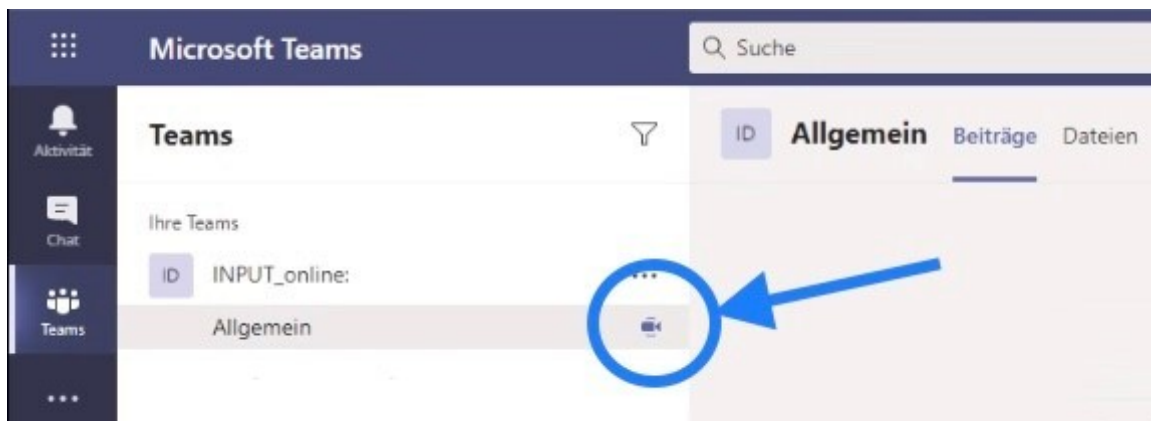 Microsoft Teams
Suche
Aktivität
Chat
Teams
Teams
Ihre Teams
ID INPUT_online:
Allgemein
ID Allgemein Beiträge Dateien